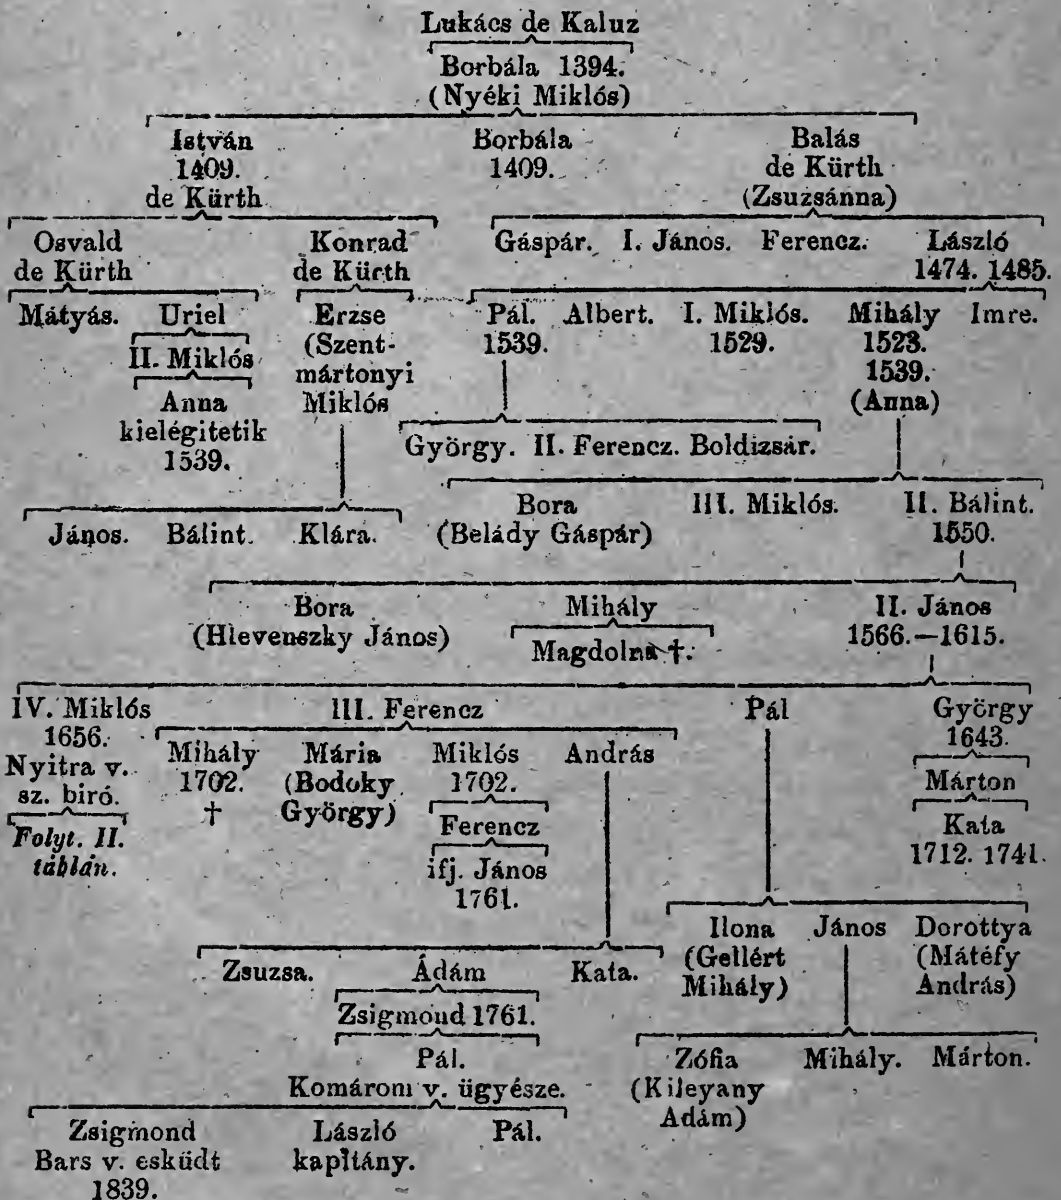 Lukács de Kaluz
Borbála 1394.
(Nyéki Miklós)
István Borbála Balás
1409. 1409. de Kürth
de Kürth (Zsuzsánna)
Osvald Konrad Gáspár. I. János. Ferencz. László
de Kürth de Kürth 1474. 1485.
Mátyás. Uriel Erzse Pál. Albert. I. Miklós. Mihály Imre.
II. Miklós (Szent- 1539. 1529. 1523.
mártonyi 1539.
Anna Miklós (Anna)
kielégitetik
1539.
György. II. Ferencz. Boldizsár.
Bora III. Miklós. II. Bálint.
János. Bálint. Klára. (Belády Gáspár) 1550.
Bora Mihály II. János
(Hlevenszky János) Magdolna †. 1566.—1615.
IV. Miklós III. Ferencz Pál György
1656. 1643.
Mihály Mária Miklós András
Nyitra v. 1702. (Bodoky 1702. Márton
sz. biró. † György)
Folyt. II. Ferencz Kata
táblán. ifj. János 1712. 1741.
1761.
Ilona János Dorottya
Zsuzsa. Ádám Kata. (Gellért (Mátéfy
Mihály) András)
Zsigmond 1761.
Pál. Zófia Mihály. Márton.
Komárom v. ügyésze. (Kileyany
Zsigmond László Pál. Adám)
Bars v. esküdt kapitány.
1839.